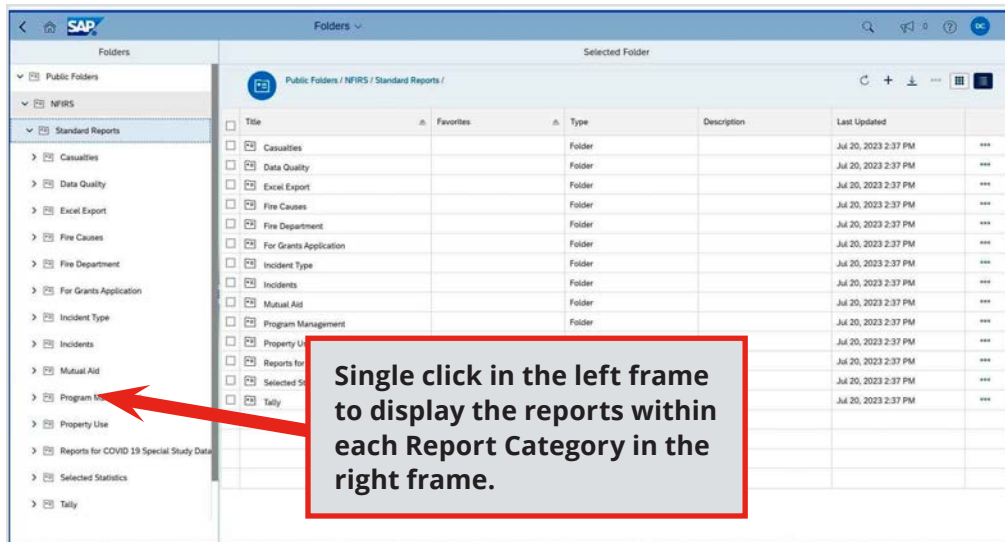 SAP
Folders
0
DC
Folders
Selected Folder
Public Folders
NFIRS
Standard Reports
Casualties
Data Quality
Excel Export
Fire Causes
Fire Department
For Grants Application
Incident Type
Incidents
Mutual Aid
Program
Property Use
Reports for COVID 19 Special Study Data
Selected Statistics
Tally
Public Folders / NFIRS / Standard Reports /
Title Favorites Type Description Last Updated
Casualties Folder Jul 20, 2023 2:37 PM
Data Quality Folder Jul 20, 2023 2:37 PM
Excel Export Folder Jul 20, 2023 2:37 PM
Fire Causes Folder Jul 20, 2023 2:37 PM
Fire Department Folder Jul 20, 2023 2:37 PM
For Grants Application Folder Jul 20, 2023 2:37 PM
Incident Type Folder Jul 20, 2023 2:37 PM
Incidents Folder Jul 20, 2023 2:37 PM
Mutual Aid Folder Jul 20, 2023 2:37 PM
Program Management Folder Jul 20, 2023 2:37 PM
Property Jul 20, 2023 2:37 PM
Reports for Jul 20, 2023 2:37 PM
Selected Jul 20, 2023 2:37 PM
Tally Jul 20, 2023 2:37 PM
Single click in the left frame
to display the reports within
each Report Category in the
right frame.